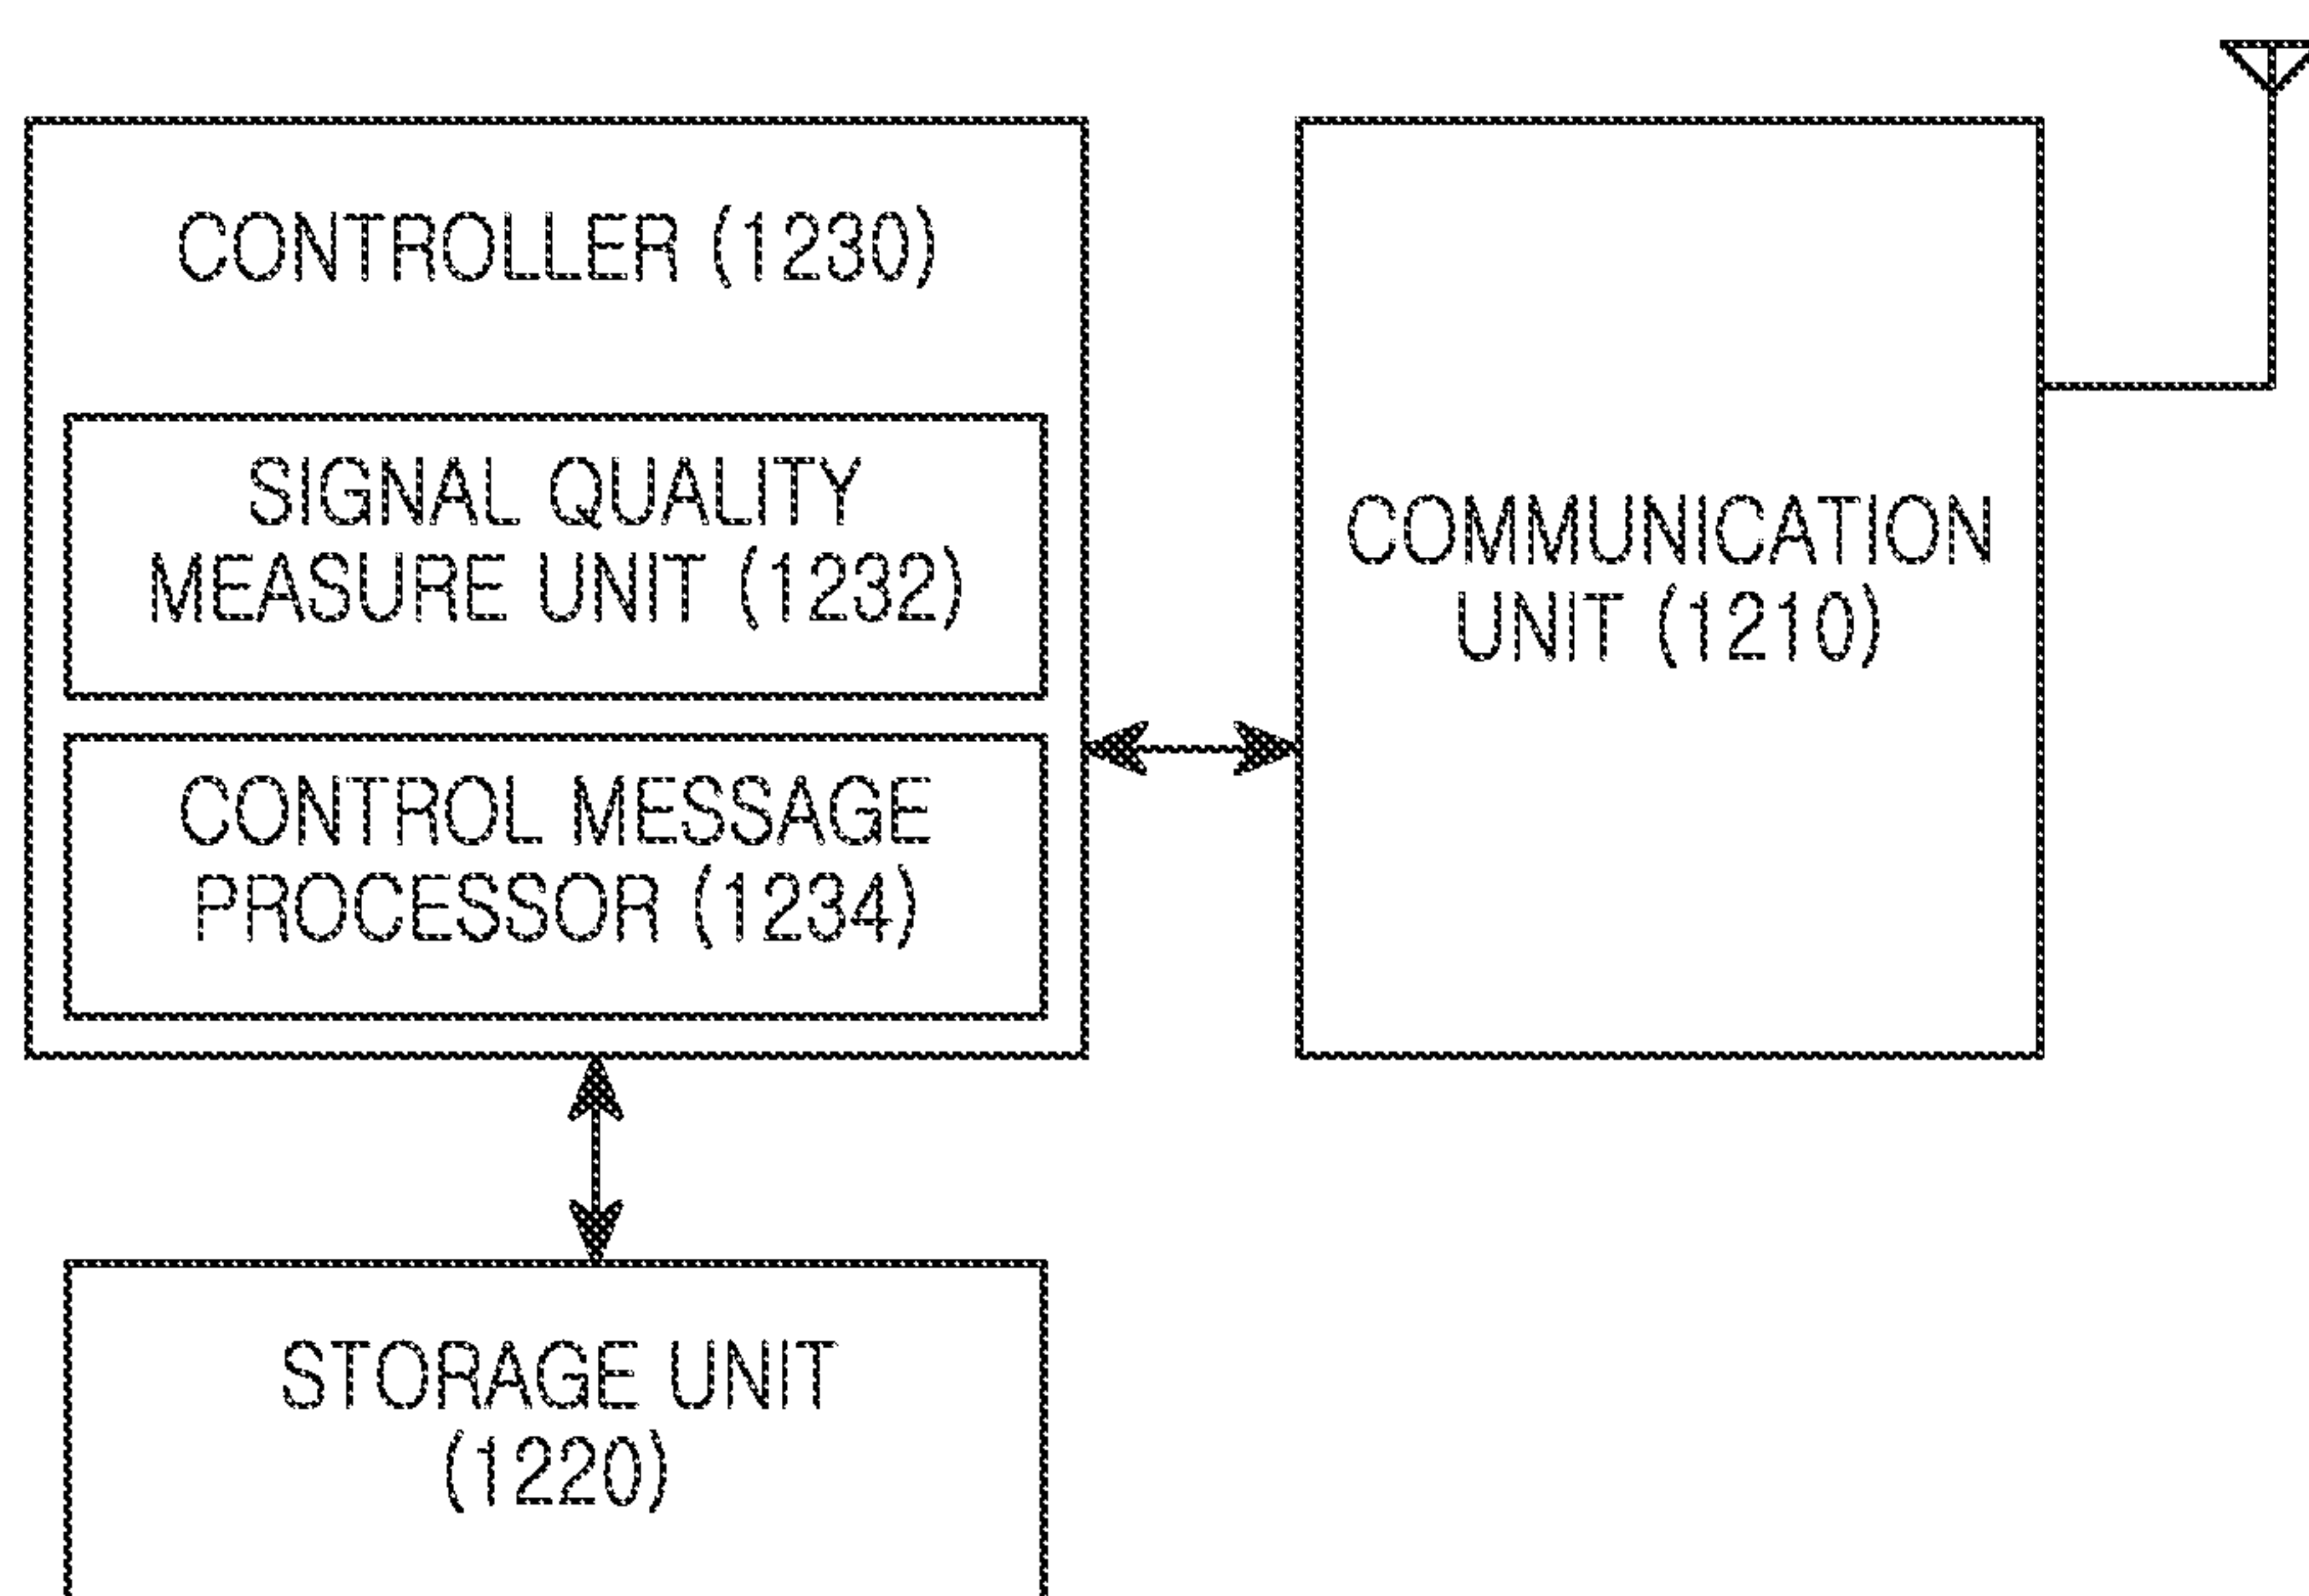 CONTROLLER (1230)
SIGNAL QUALITY
MEASURE UNIT (1232)
CONTROL MESSAGE
PROCESSOR (1234)
COMMUNICATION
UNIT (1210)
STORAGE UNIT
(1220)